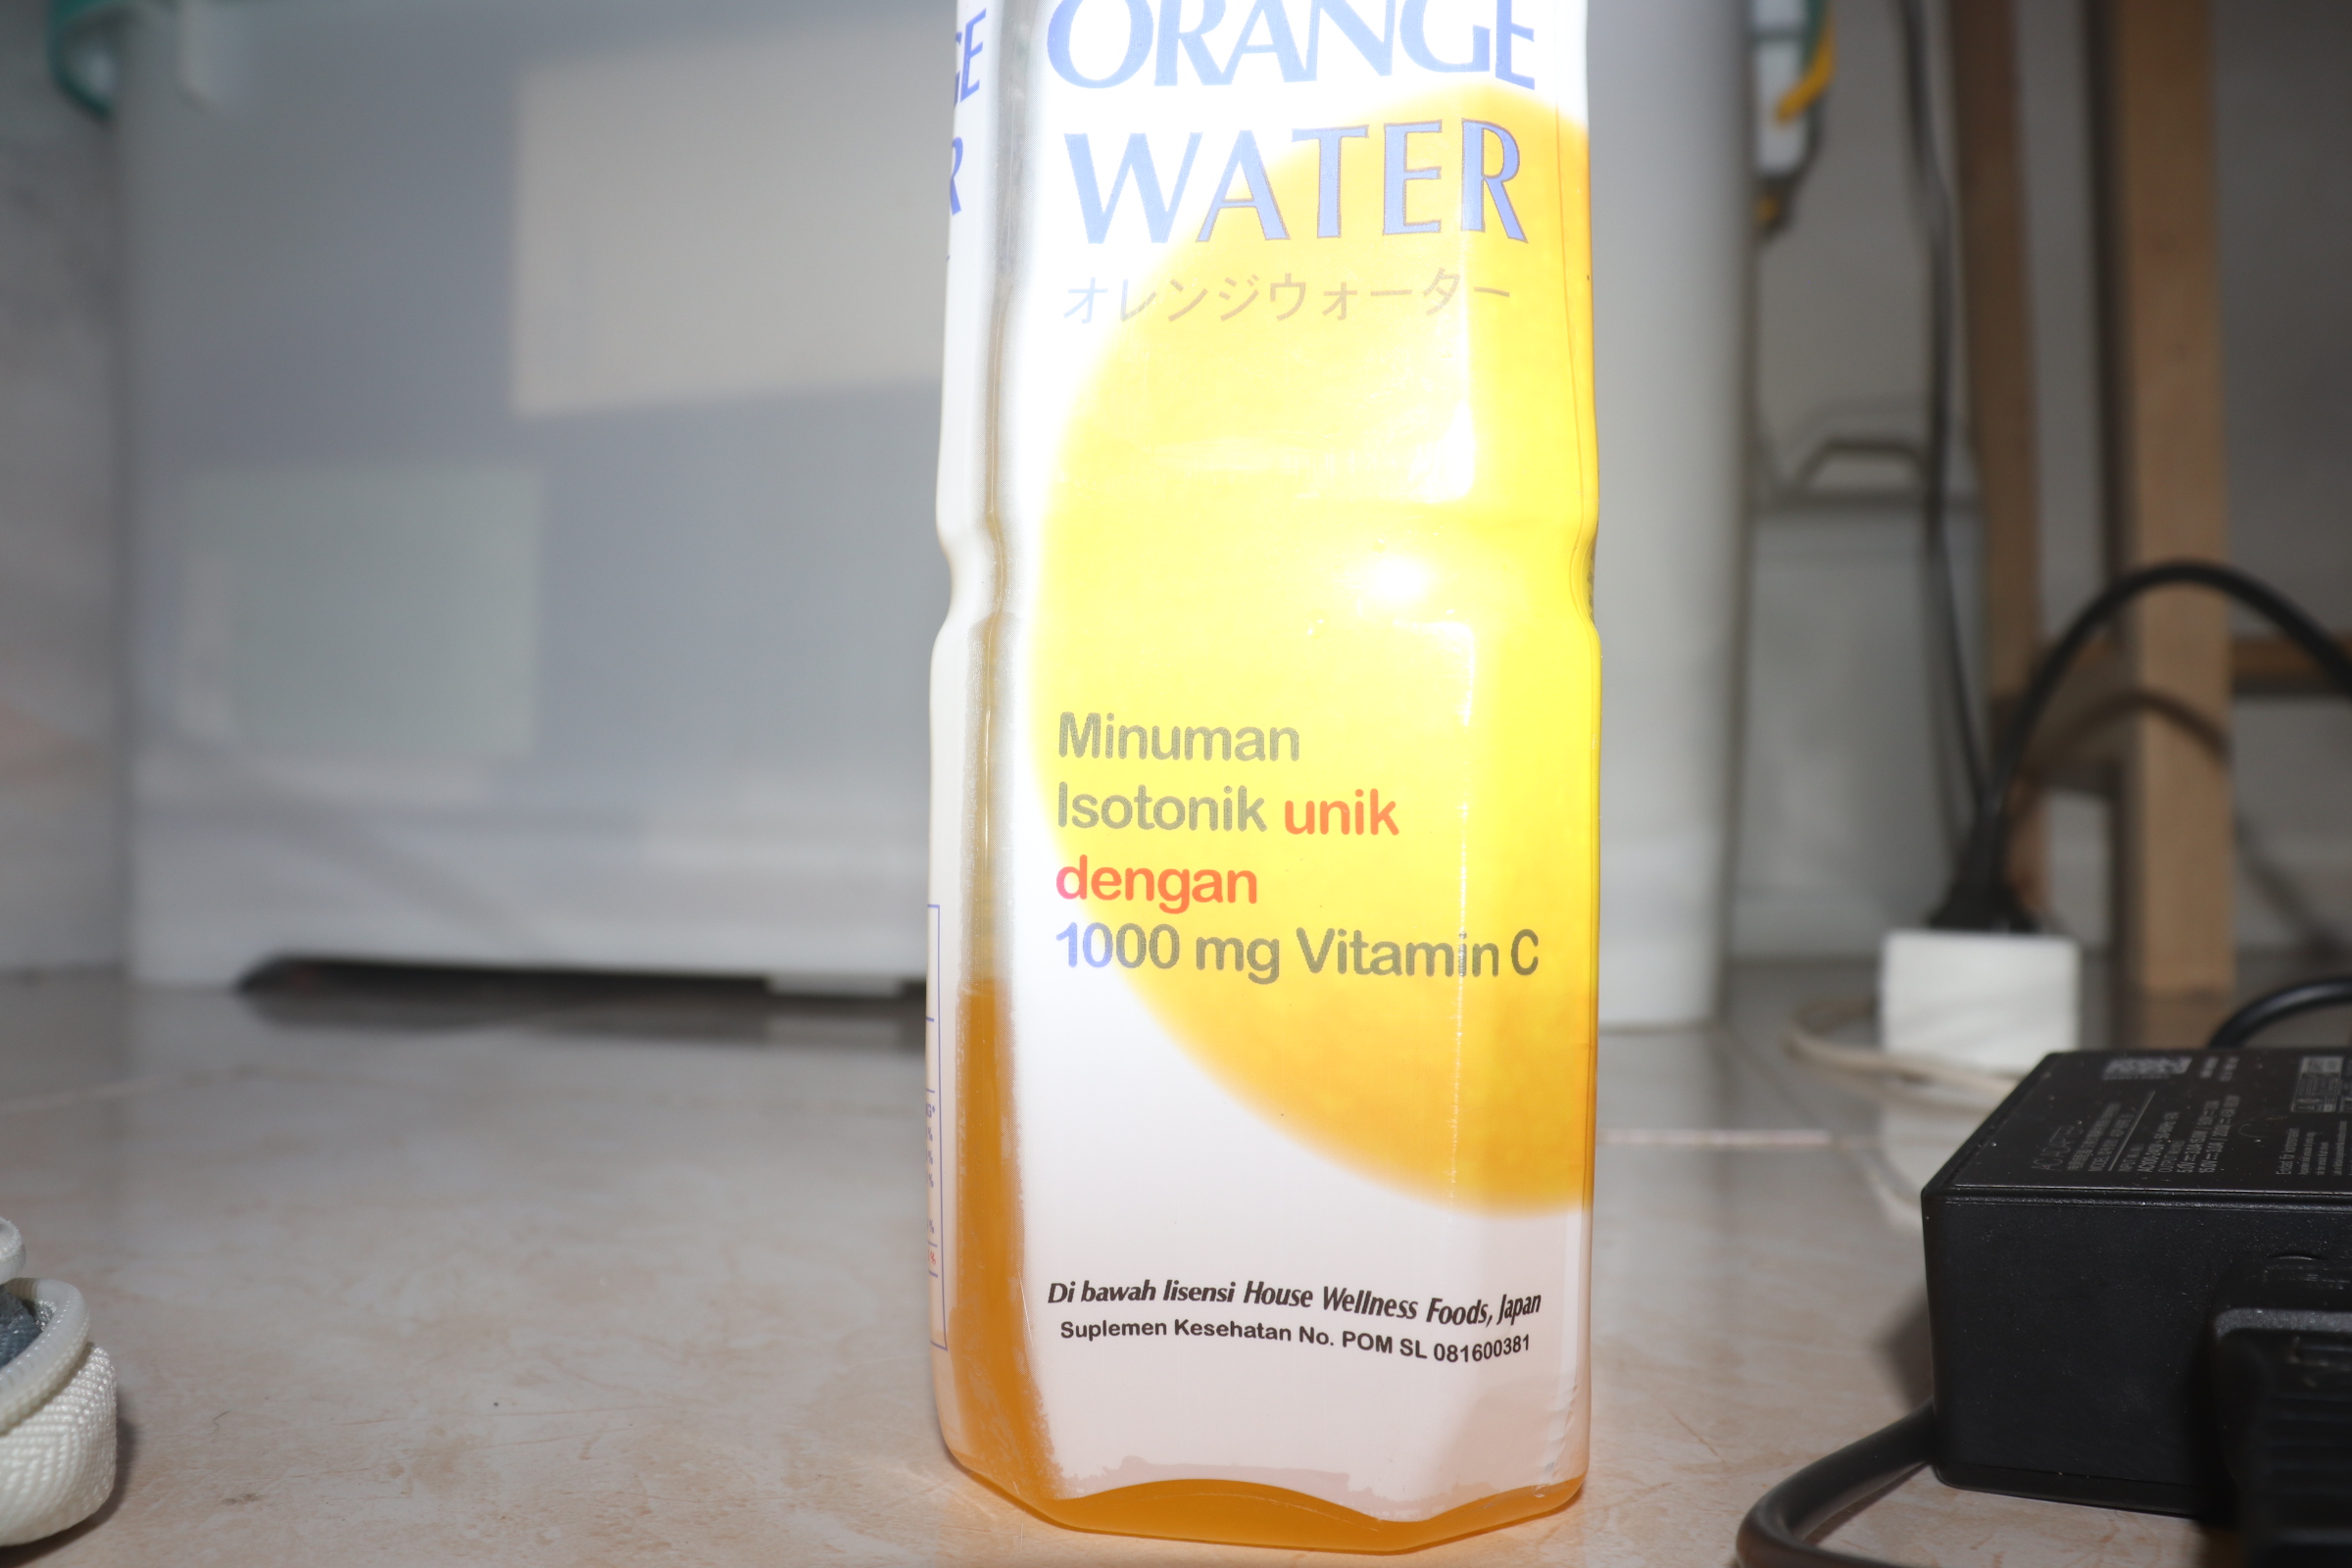 ORANGE
WATER
オレンジウォーター
Minuman
Isotonik unik
dengan
1000 mg Vitamin C
Di bawah lisensi House Wellness Foods, Japan
Suplemen Kesehatan No. POM SL 081600381